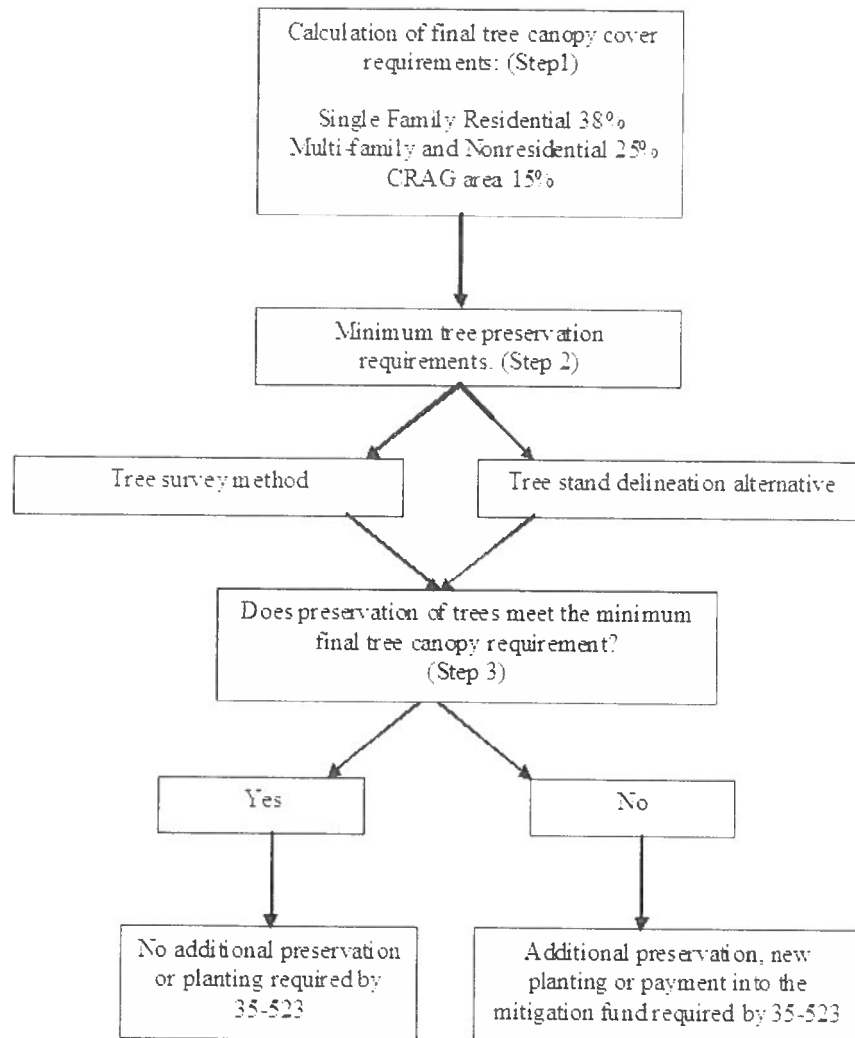 Calculation of final tree canopy cover
requirements: (Step1)
Single Family Residential 38%
Multi-family and Nonresidential 25%
CRAG area 15%
Minimum tree preservation
requirements. (Step 2)
Tree survey method
Tree stand delineation alternative
Does preservation of trees meet the minimum
final tree canopy requirement?
(Step 3)
Yes
No
No additional preservation
or planting required by
35-523
Additional preservation, new
planting or payment into the
mitigation fund required by 35-523